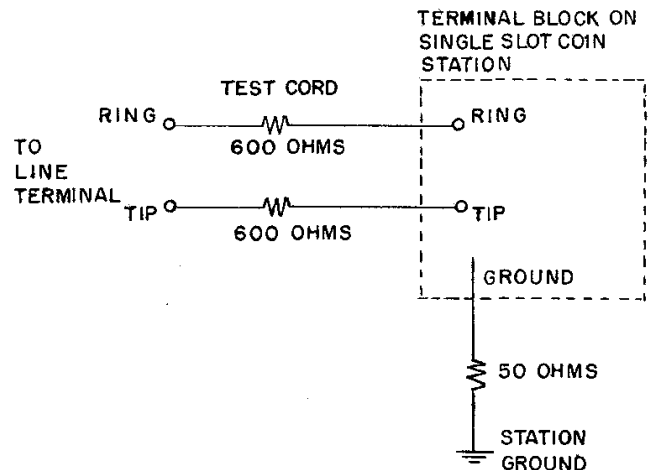 TERMINAL BLOCK ON
SINGLE SLOT COIN
STATION
TEST CORD
RING
RING
600 OHMS
TO
LINE
TERMINAL
TIP
TIP
600 OHMS
GROUND
50 OHMS
STATION
GROUND